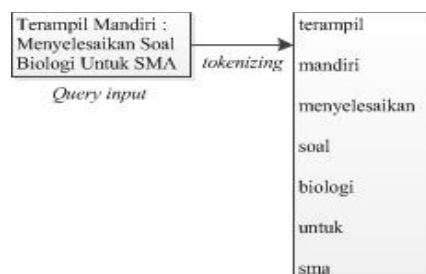 Terampil Mandiri :
Menyelesaikan Soal
Biologi Untuk SMA
Query input
tokenizing
terampil
mandiri
menyelesaikan
soal
biologi
untuk
sma